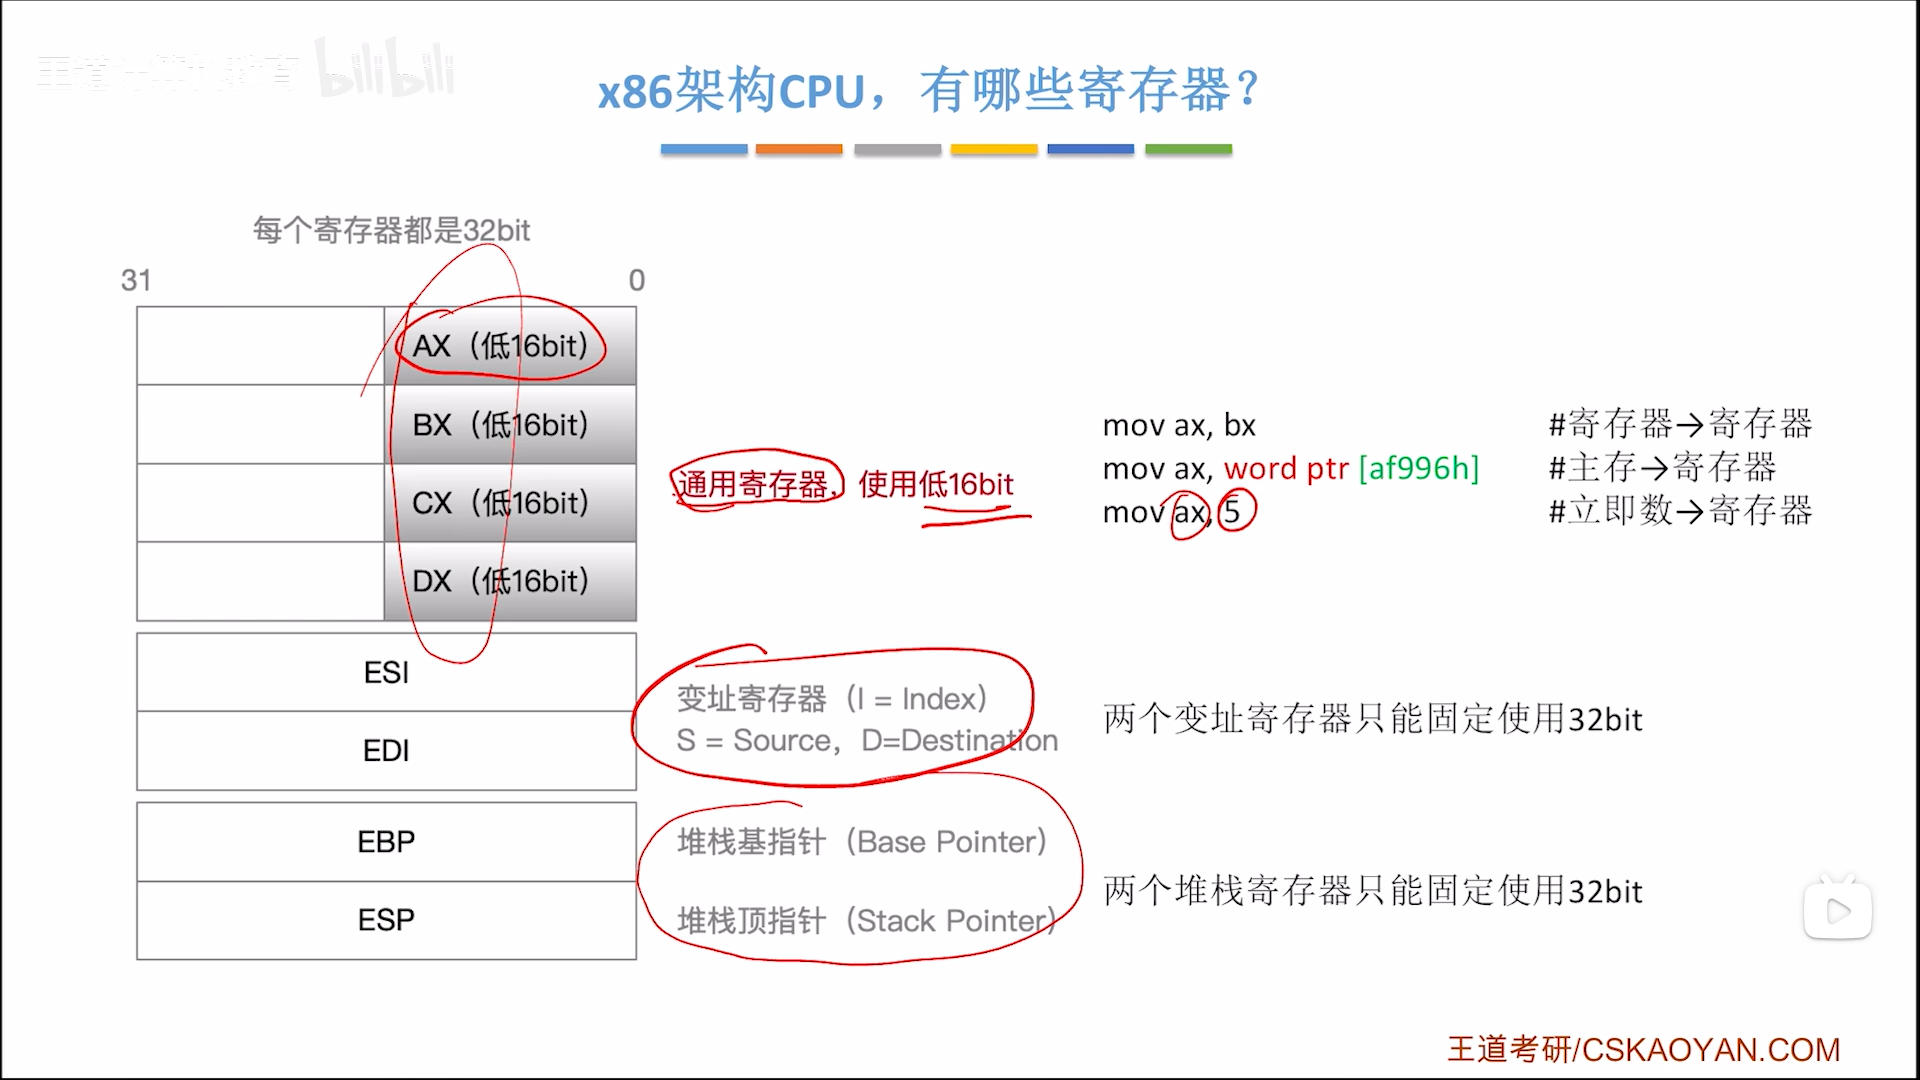 bilibili
x86架构CPU，有哪些寄存器？
每个寄存器都是32bit
31 0
AX（低16bit）
BX（低16bit）
CX（低16bit）
DX（低16bit）
通用寄存器，使用低16bit
mov ax, bx #寄存器→寄存器
mov ax, word ptr [af996h] #主存→寄存器
mov ax, 5 #立即数→寄存器
ESI
EDI
变址寄存器（I = Index）
S = Source，D=Destination
两个变址寄存器只能固定使用32bit
EBP
ESP
堆栈基指针（Base Pointer）
堆栈顶指针（Stack Pointer）
两个堆栈寄存器只能固定使用32bit
王道考研/CSKAOYAN.COM